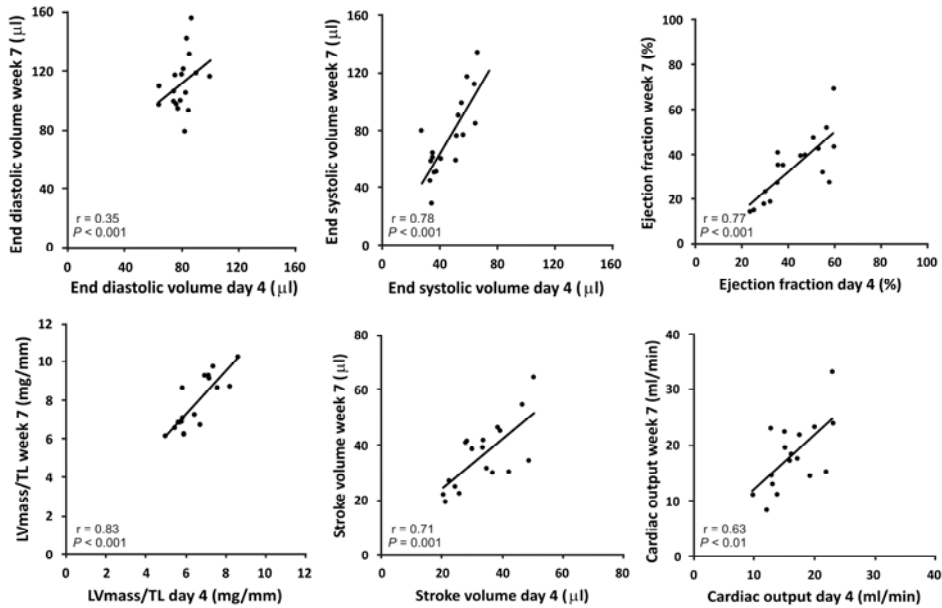 End diastolic volume week 7 (μl)
160
120
80
40
0
r = 0.35
P < 0.001
0 40 80 120 160
End diastolic volume day 4 (μl)
End systolic volume week 7 (μl)
160
120
80
40
0
r = 0.78
P < 0.001
0 40 80 120 160
End systolic volume day 4 (μl)
Ejection fraction week 7 (%)
100
80
60
40
20
0
r = 0.77
P < 0.001
0 20 40 60 80 100
Ejection fraction day 4 (%)
LVmass/TL week 7 (mg/mm)
12
10
8
6
4
2
0
r = 0.83
P < 0.001
0 2 4 6 8 10 12
LVmass/TL day 4 (mg/mm)
Stroke volume week 7 (μl)
80
60
40
20
0
r = 0.71
P = 0.001
0 20 40 60 80
Stroke volume day 4 (μl)
Cardiac output week 7 (ml/min)
40
30
20
10
0
r = 0.63
P < 0.01
0 10 20 30 40
Cardiac output day 4 (ml/min)